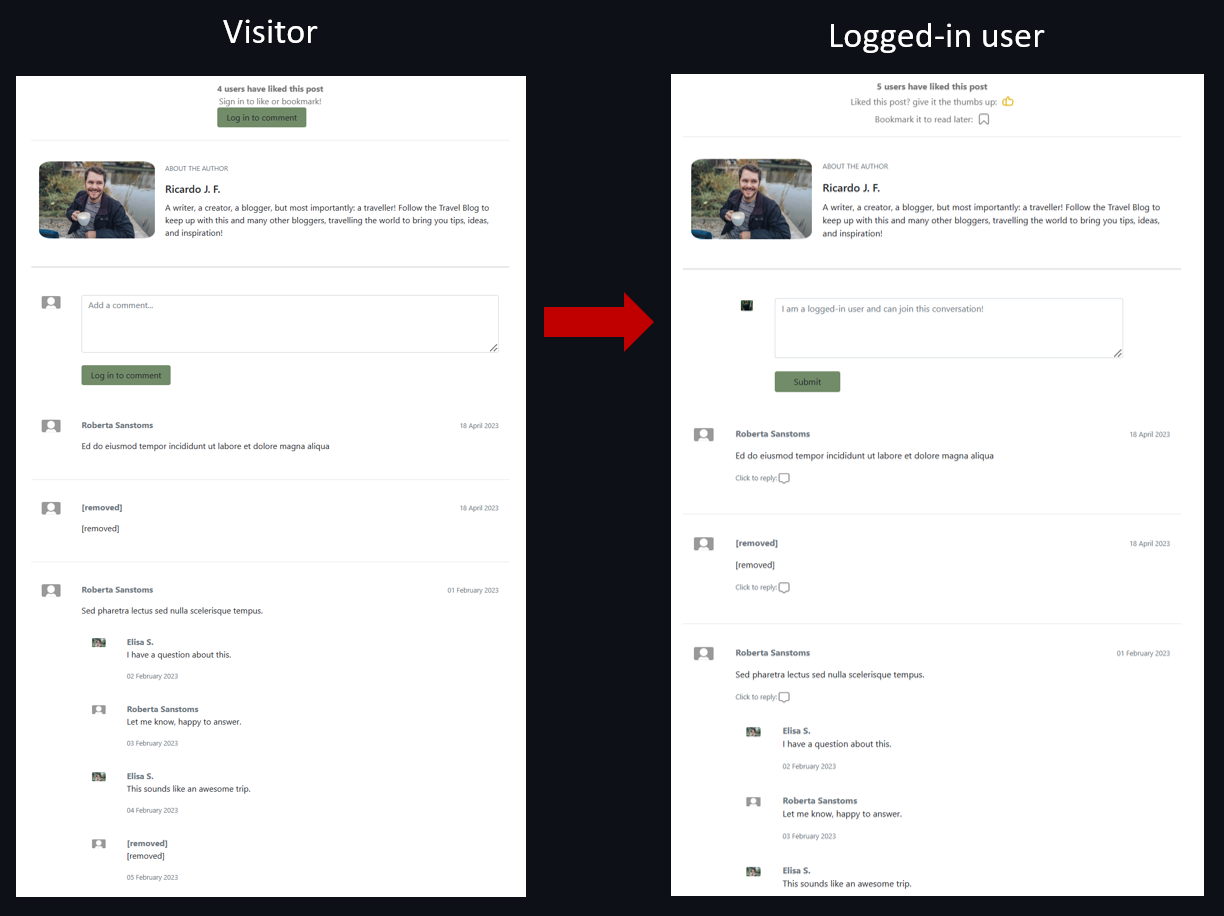 Visitor
4 users have liked this post
Sign in to like or bookmark!
Log in to comment
ABOUT THE AUTHOR
Ricardo J. F.
A writer, a creator, a blogger, but most importantly: a traveller! Follow the Travel Blog to
keep up with this and many other bloggers, travelling the world to bring you tips, ideas,
and inspiration!
Add a comment...
Log in to comment
Roberta Sanstoms
18 April 2023
Ed do eiusmod tempor incididunt ut labore et dolore magna aliqua
[removed]
18 April 2023
[removed]
Roberta Sanstoms
01 February 2023
Sed pharetra lectus sed nulla scelerisque tempus.
Elisa S.
I have a question about this.
02 February 2023
Roberta Sanstoms
Let me know, happy to answer.
03 February 2023
Elisa S.
This sounds like an awesome trip.
04 February 2023
[removed]
[removed]
05 February 2023
Logged-in user
5 users have liked this post
Liked this post? give it the thumbs up:
Bookmark it to read later:
ABOUT THE AUTHOR
Ricardo J. F.
A writer, a creator, a blogger, but most importantly: a traveller! Follow the Travel Blog to
keep up with this and many other bloggers, travelling the world to bring you tips, ideas,
and inspiration!
I am a logged-in user and can join this conversation!
Submit
Roberta Sanstoms
18 April 2023
Ed do eiusmod tempor incididunt ut labore et dolore magna aliqua
Click to reply:
[removed]
18 April 2023
[removed]
Click to reply:
Roberta Sanstoms
01 February 2023
Sed pharetra lectus sed nulla scelerisque tempus.
Click to reply:
Elisa S.
I have a question about this.
02 February 2023
Roberta Sanstoms
Let me know, happy to answer.
03 February 2023
Elisa S.
This sounds like an awesome trip.